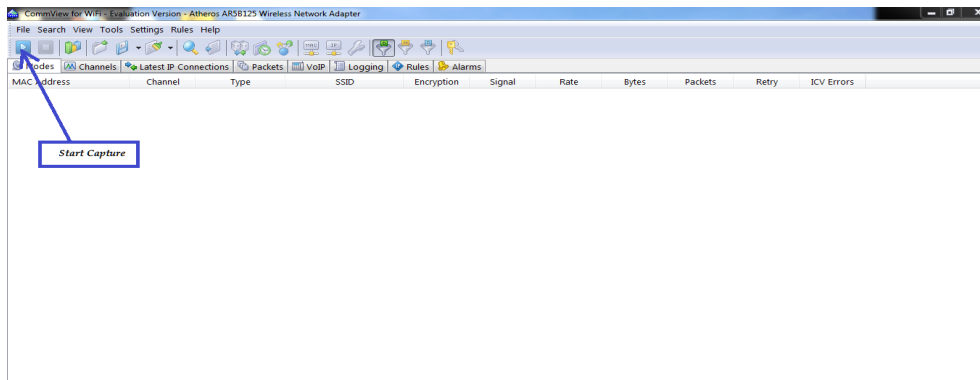 CommView for WiFi - Evaluation Version - Atheros AR5B125 Wireless Network Adapter
File Search View Tools Settings Rules Help
Nodes Channels Latest IP Connections Packets VoIP Logging Rules Alarms
MAC Address Channel Type SSID Encryption Signal Rate Bytes Packets Retry ICV Errors
Start Capture